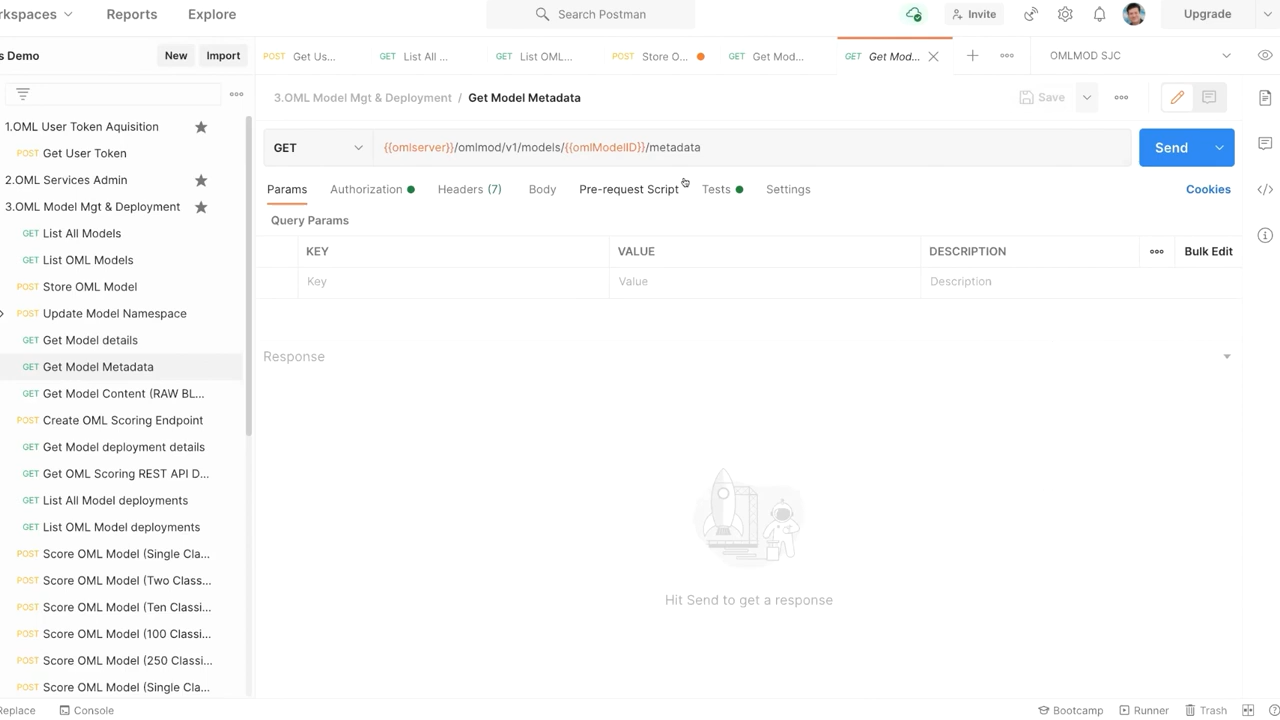 rkspaces
Reports
Explore
Search Postman
Invite
Upgrade
s Demo
New
Import
POST Get Us...
GET List All ...
GET List OML...
POST Store O...
GET Get Mod...
GET Get Mod...
OMLMOD SJC
3.OML Model Mgt & Deployment / Get Model Metadata
Save
1.OML User Token Aquisition
POST Get User Token
2.OML Services Admin
3.OML Model Mgt & Deployment
GET List All Models
GET List OML Models
POST Store OML Model
POST Update Model Namespace
GET Get Model details
GET Get Model Metadata
GET Get Model Content (RAW BL...
POST Create OML Scoring Endpoint
GET Get Model deployment details
GET Get OML Scoring REST API D...
GET List All Model deployments
GET List OML Model deployments
POST Score OML Model (Single Cla...
POST Score OML Model (Two Class...
POST Score OML Model (Ten Classi...
POST Score OML Model (100 Classi...
POST Score OML Model (250 Classi...
POST Score OML Model (Single Cla...
GET
{{omlserver}}/omlmod/v1/models/{{omlModelID}}/metadata
Send
Params
Authorization
Headers (7)
Body
Pre-request Script
Tests
Settings
Cookies
Query Params
KEY
VALUE
DESCRIPTION
Bulk Edit
Key
Value
Description
Response
Hit Send to get a response
Replace
Console
Bootcamp
Runner
Trash